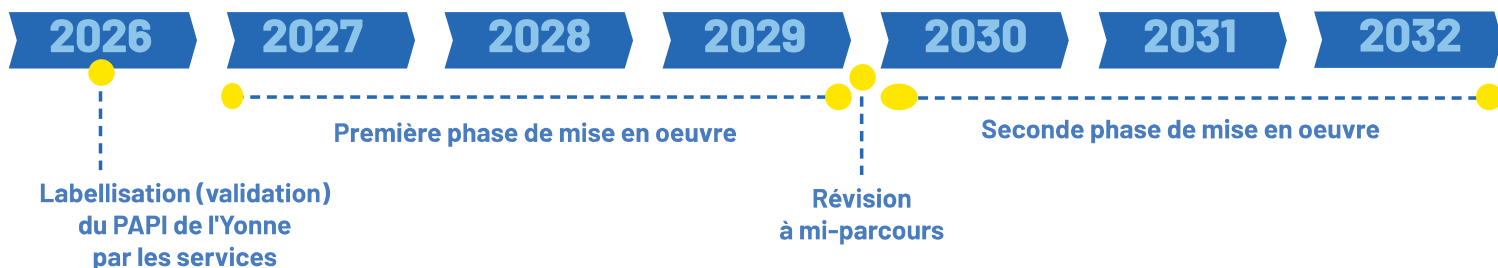 2026 2027 2028 2029 2030 2031 2032
Première phase de mise en oeuvre
Seconde phase de mise en oeuvre
Labellisation (validation)
du PAPI de l'Yonne
par les services
Révision
à mi-parcours